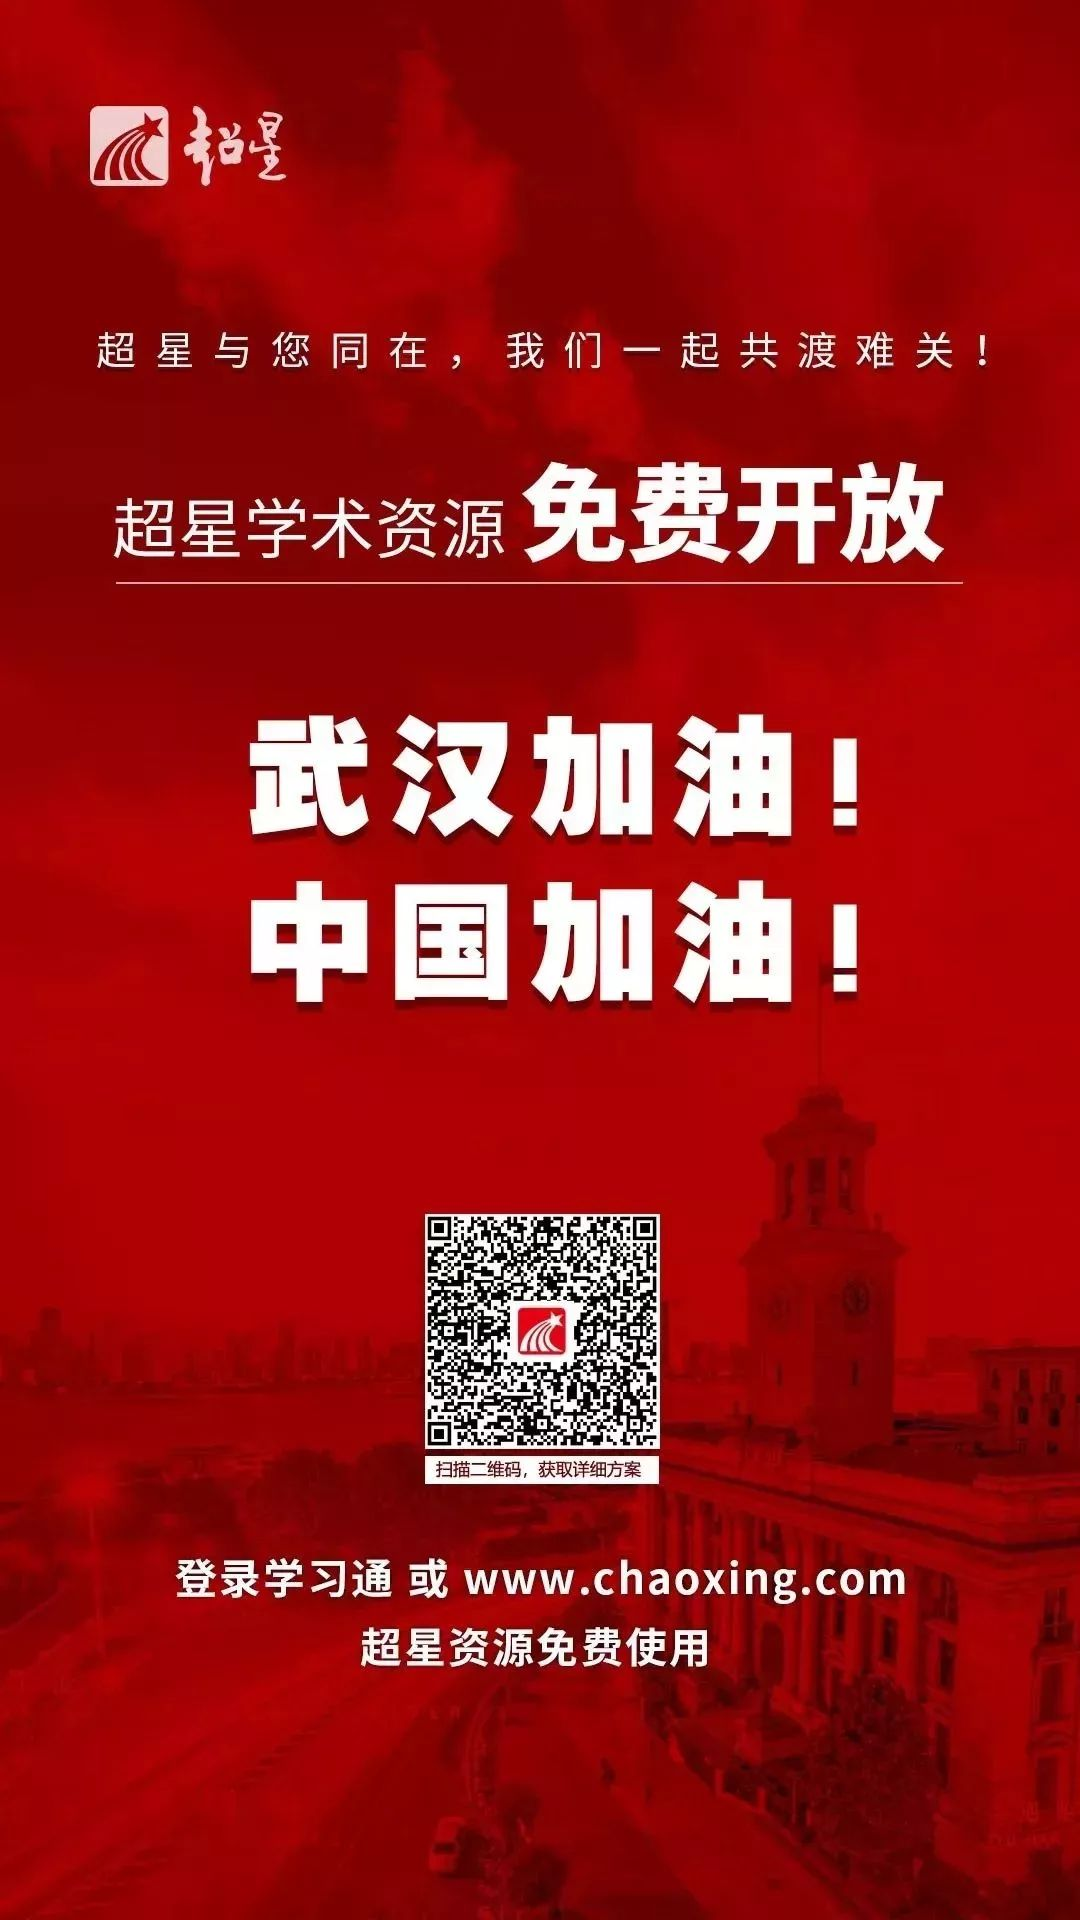 超星
超星与您同在，我们一起共渡难关！
超星学术资源 免费开放
武汉加油！
中国加油！
扫描二维码，获取详细方案
登录学习通 或 www.chaoxing.com
超星资源免费使用